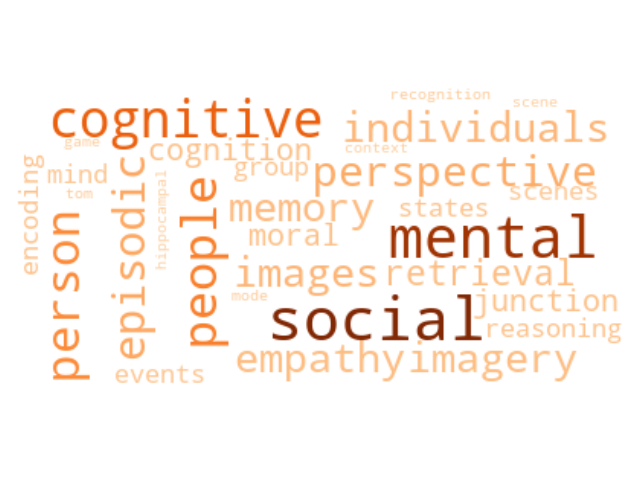 recognition
scene
cognitive
individuals
game
cognition
context
encoding
mind
episodic
group
perspective
tom
hippocampal
people
memory
states
scenes
person
moral
mental
images
retrieval
mode
social
junction
reasoning
empathy
imagery
events